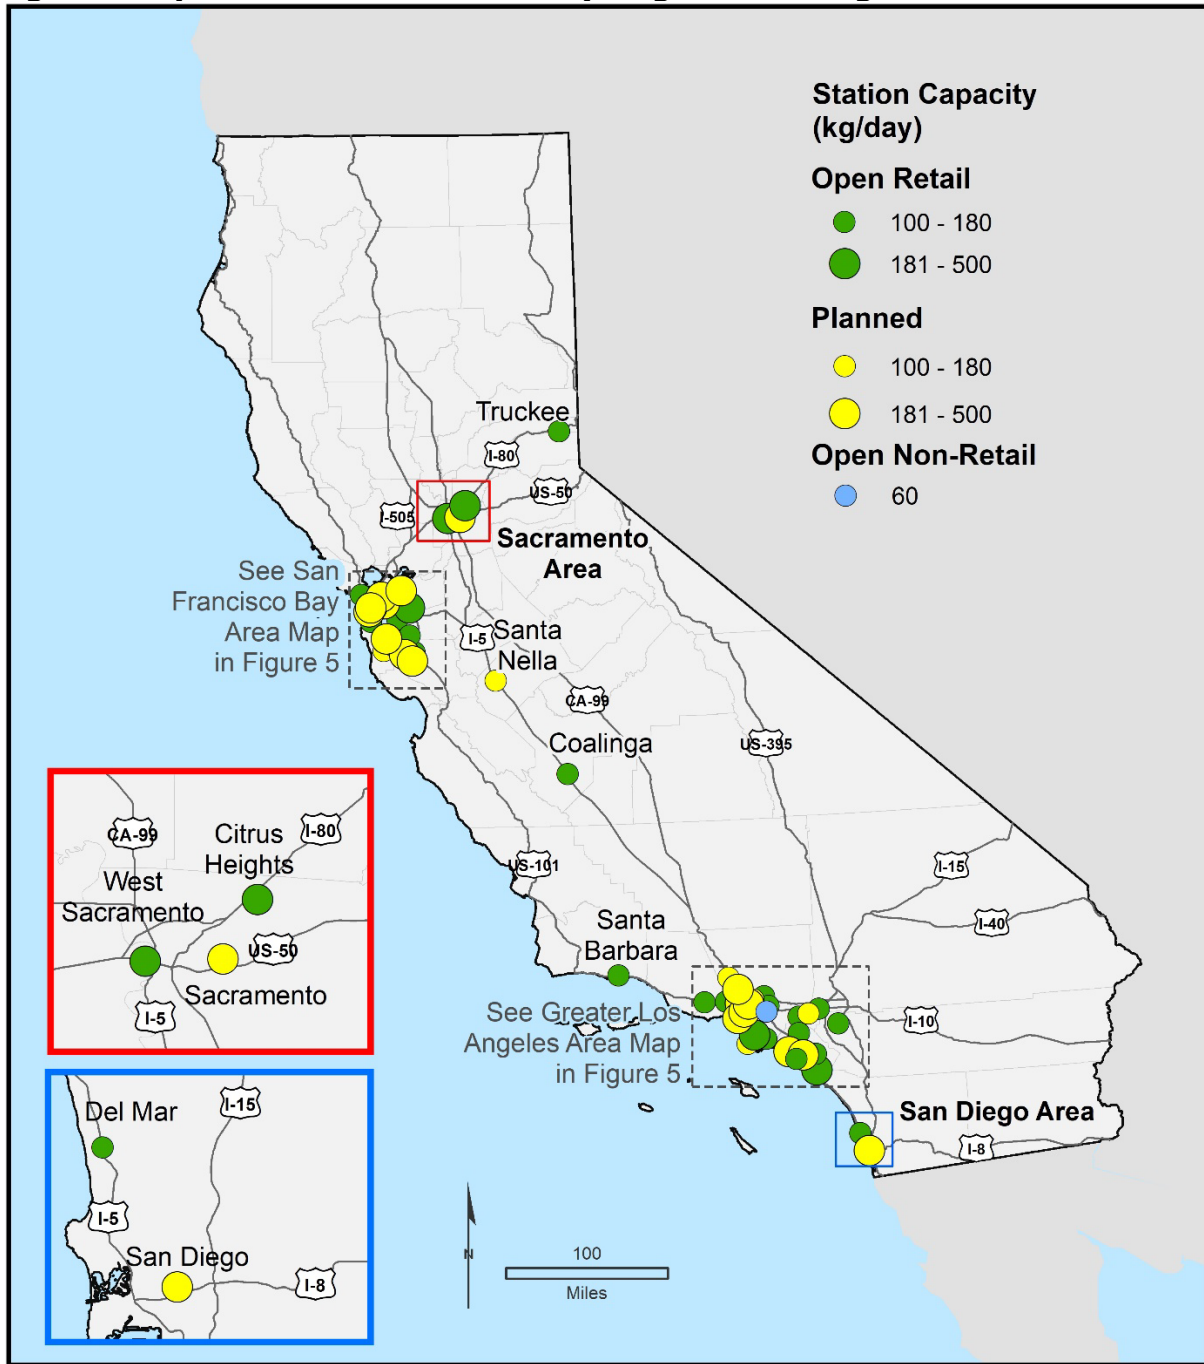 Station Capacity
(kg/day)
Open Retail
100 - 180
181 - 500
Planned
100 - 180
181 - 500
Open Non-Retail
60
Truckee
I-80
US-50
I-505
Sacramento
Area
See San
Francisco Bay
Area Map
in Figure 5
I-5
Santa
Nella
CA-99
US-395
Coalinga
US-101
I-15
I-40
Santa
Barbara
See Greater Los
Angeles Area Map
in Figure 5
I-10
San Diego Area
I-8
CA-99
Citrus
Heights
I-80
West
Sacramento
US-50
Sacramento
I-5
Del Mar
I-15
I-5
San Diego
I-8
N
100
Miles